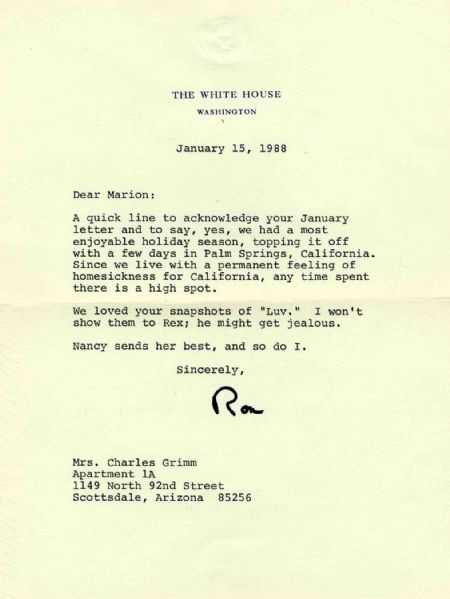 THE WHITE HOUSE
WASHINGTON
January 15, 1988
Dear Marion:
A quick line to acknowledge your January
letter and to say, yes, we had a most
enjoyable holiday season, topping it off
with a few days in Palm Springs, California.
Since we live with a permanent feeling of
homesickness for California, any time spent
there is a high spot.
We loved your snapshots of "Luv."  I won't
show them to Rex; he might get jealous.
Nancy sends her best, and so do I.
Sincerely,
Ron
Mrs. Charles Grimm
Apartment 1A
1149 North 92nd Street
Scottsdale, Arizona  85256